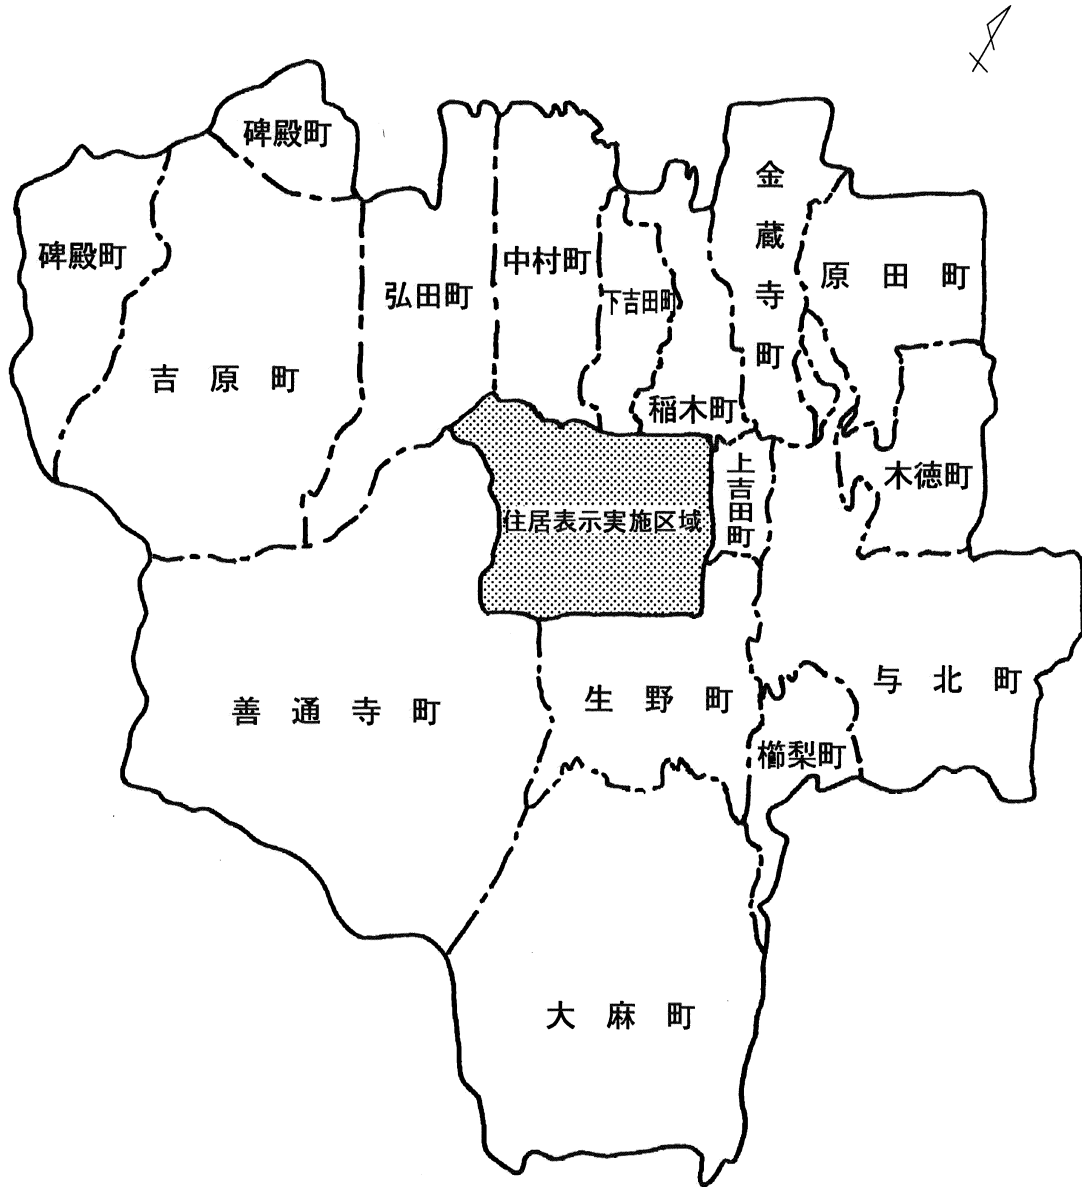 碑殿町
金蔵寺町
碑殿町
中村町
原田町
弘田町
下吉田町
吉原町
稲木町
上吉田町
木徳町
住居表示実施区域
与北町
善通寺町
生野町
櫛梨町
大麻町